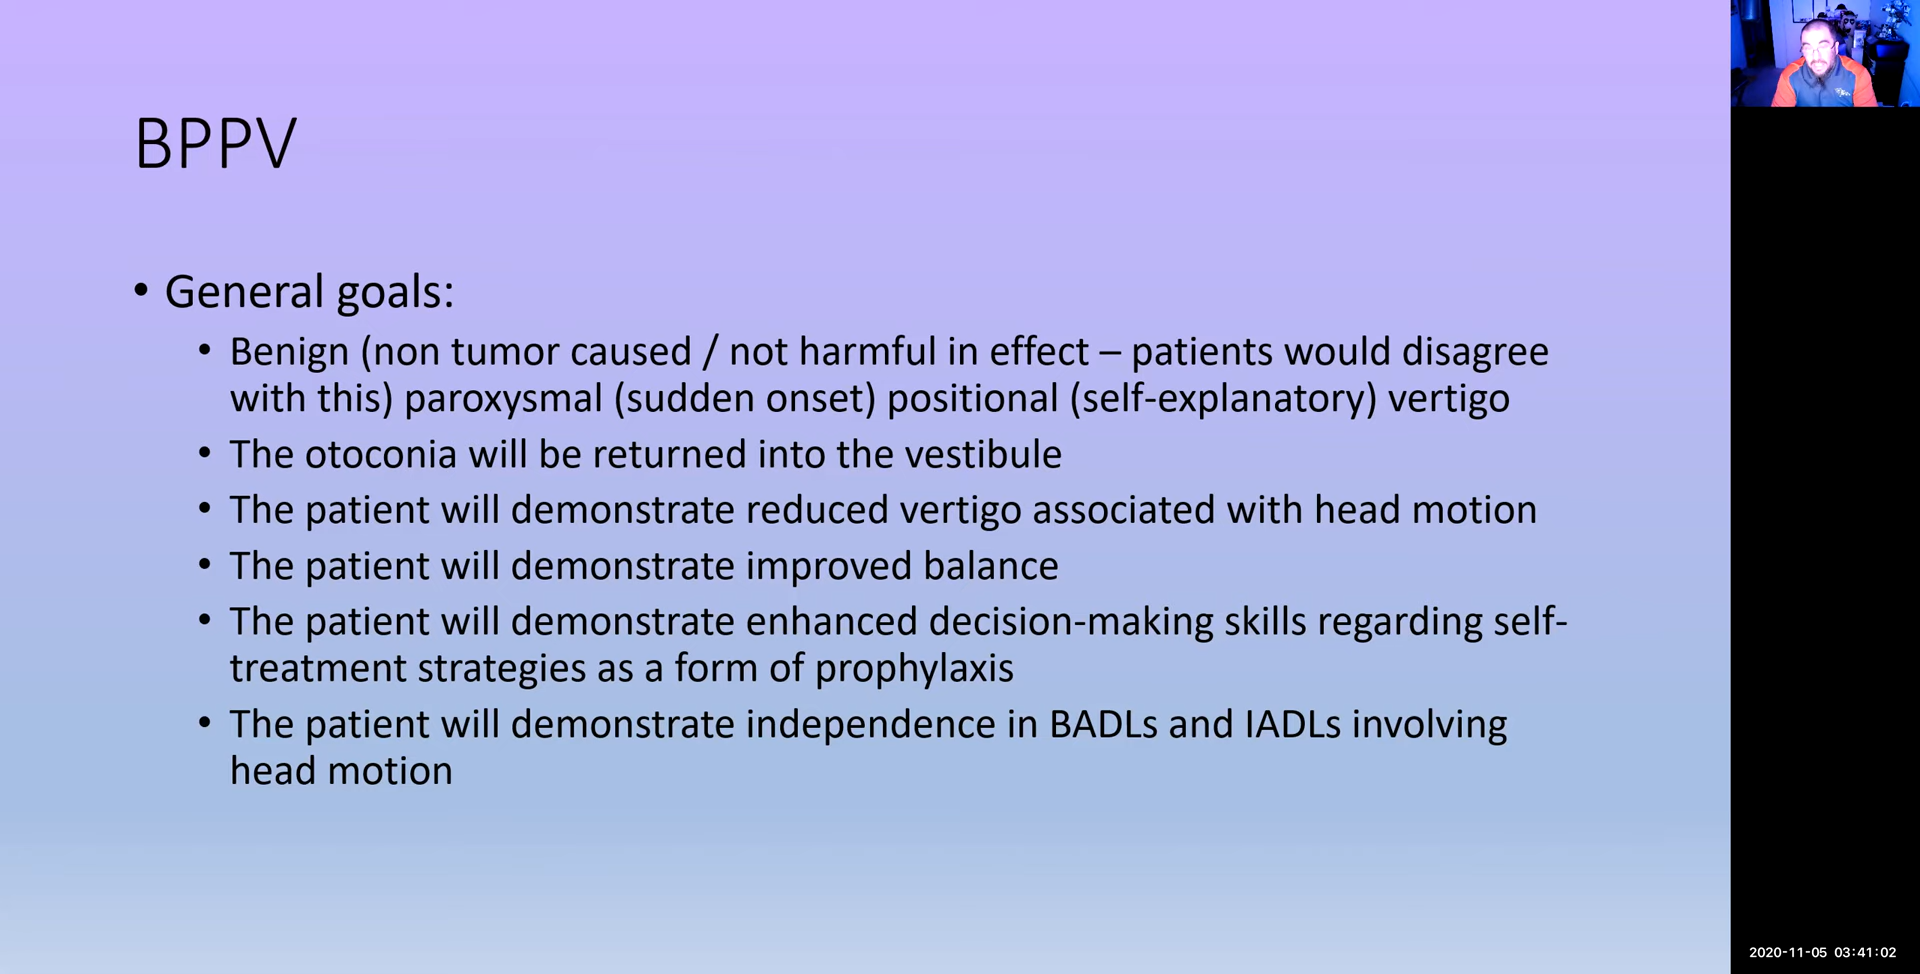 BPPV
• General goals:
• Benign (non tumor caused / not harmful in effect – patients would disagree
with this) paroxysmal (sudden onset) positional (self-explanatory) vertigo
• The otoconia will be returned into the vestibule
• The patient will demonstrate reduced vertigo associated with head motion
• The patient will demonstrate improved balance
• The patient will demonstrate enhanced decision-making skills regarding self-
treatment strategies as a form of prophylaxis
• The patient will demonstrate independence in BADLs and IADLs involving
head motion
2020-11-05 03:41:02